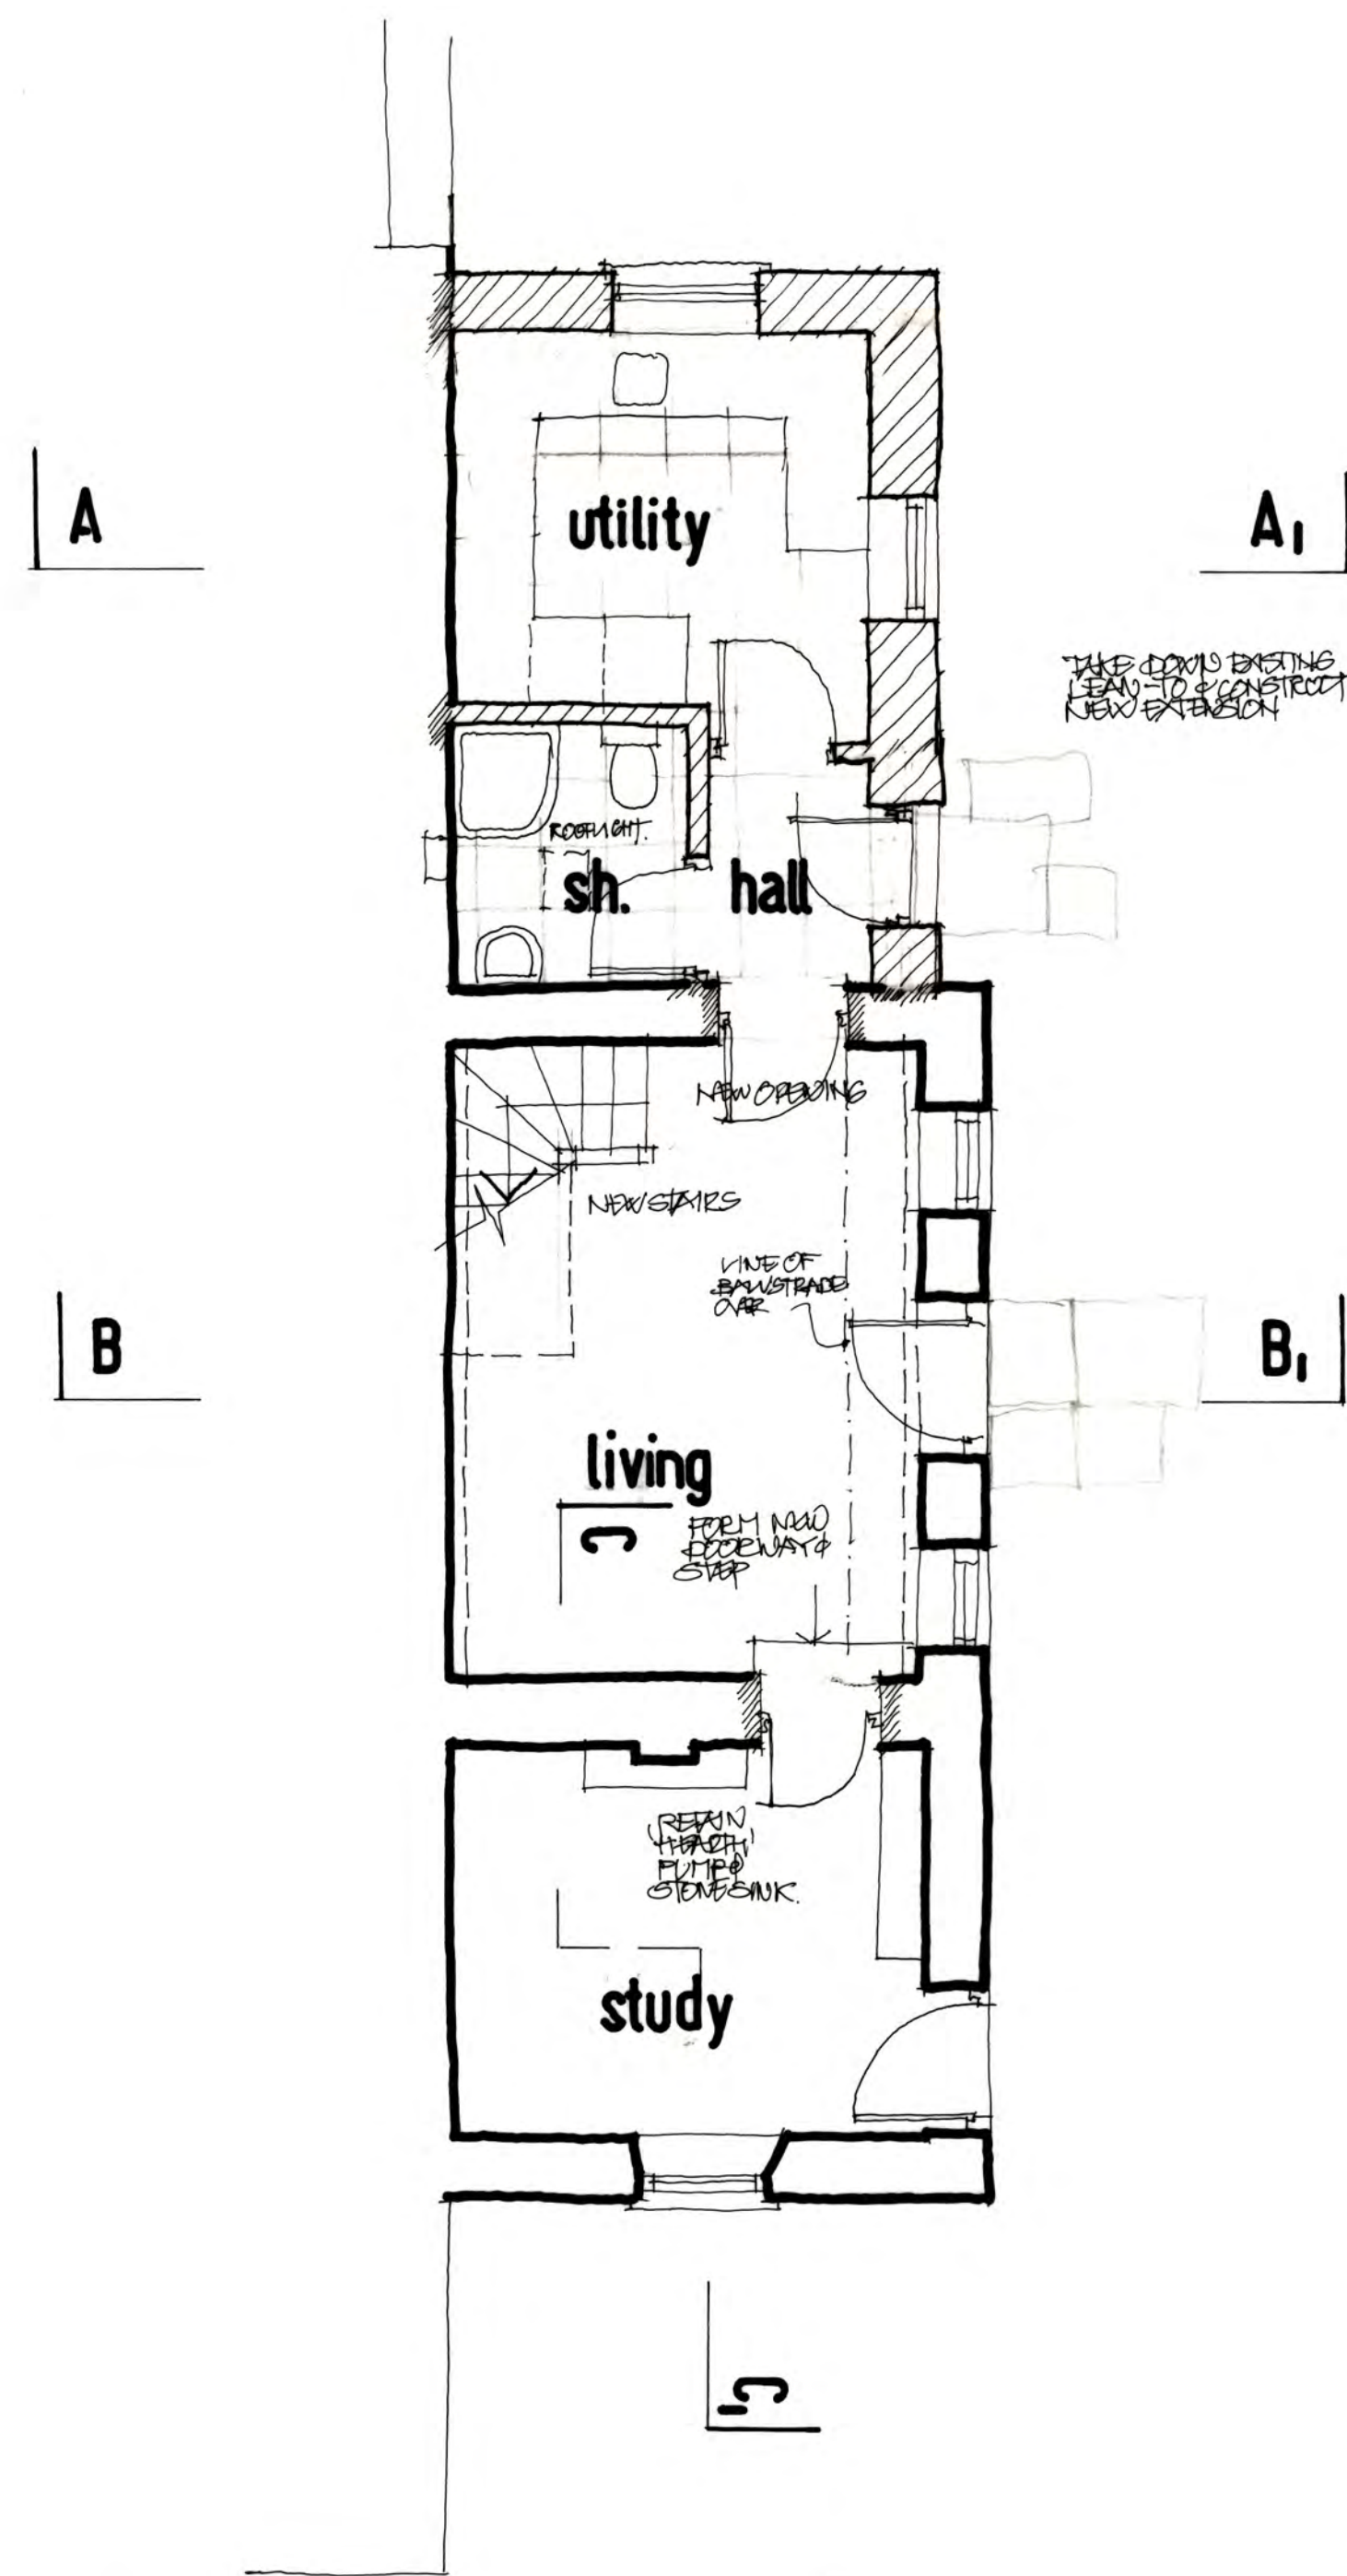 A
utility
A1
TAKE DOWN EXISTING
LEAN-TO & CONSTRUCT
NEW EXTENSION
ROOFLIGHT.
sh.
hall
NEW OPENING
NEW STAIRS
LINE OF
BALUSTRADE
OVER
B
B1
living
C
FORM NEW
DOORWAY &
STEP
RETAIN
HEARTH,
PUMP &
STONE SINK.
study
C1